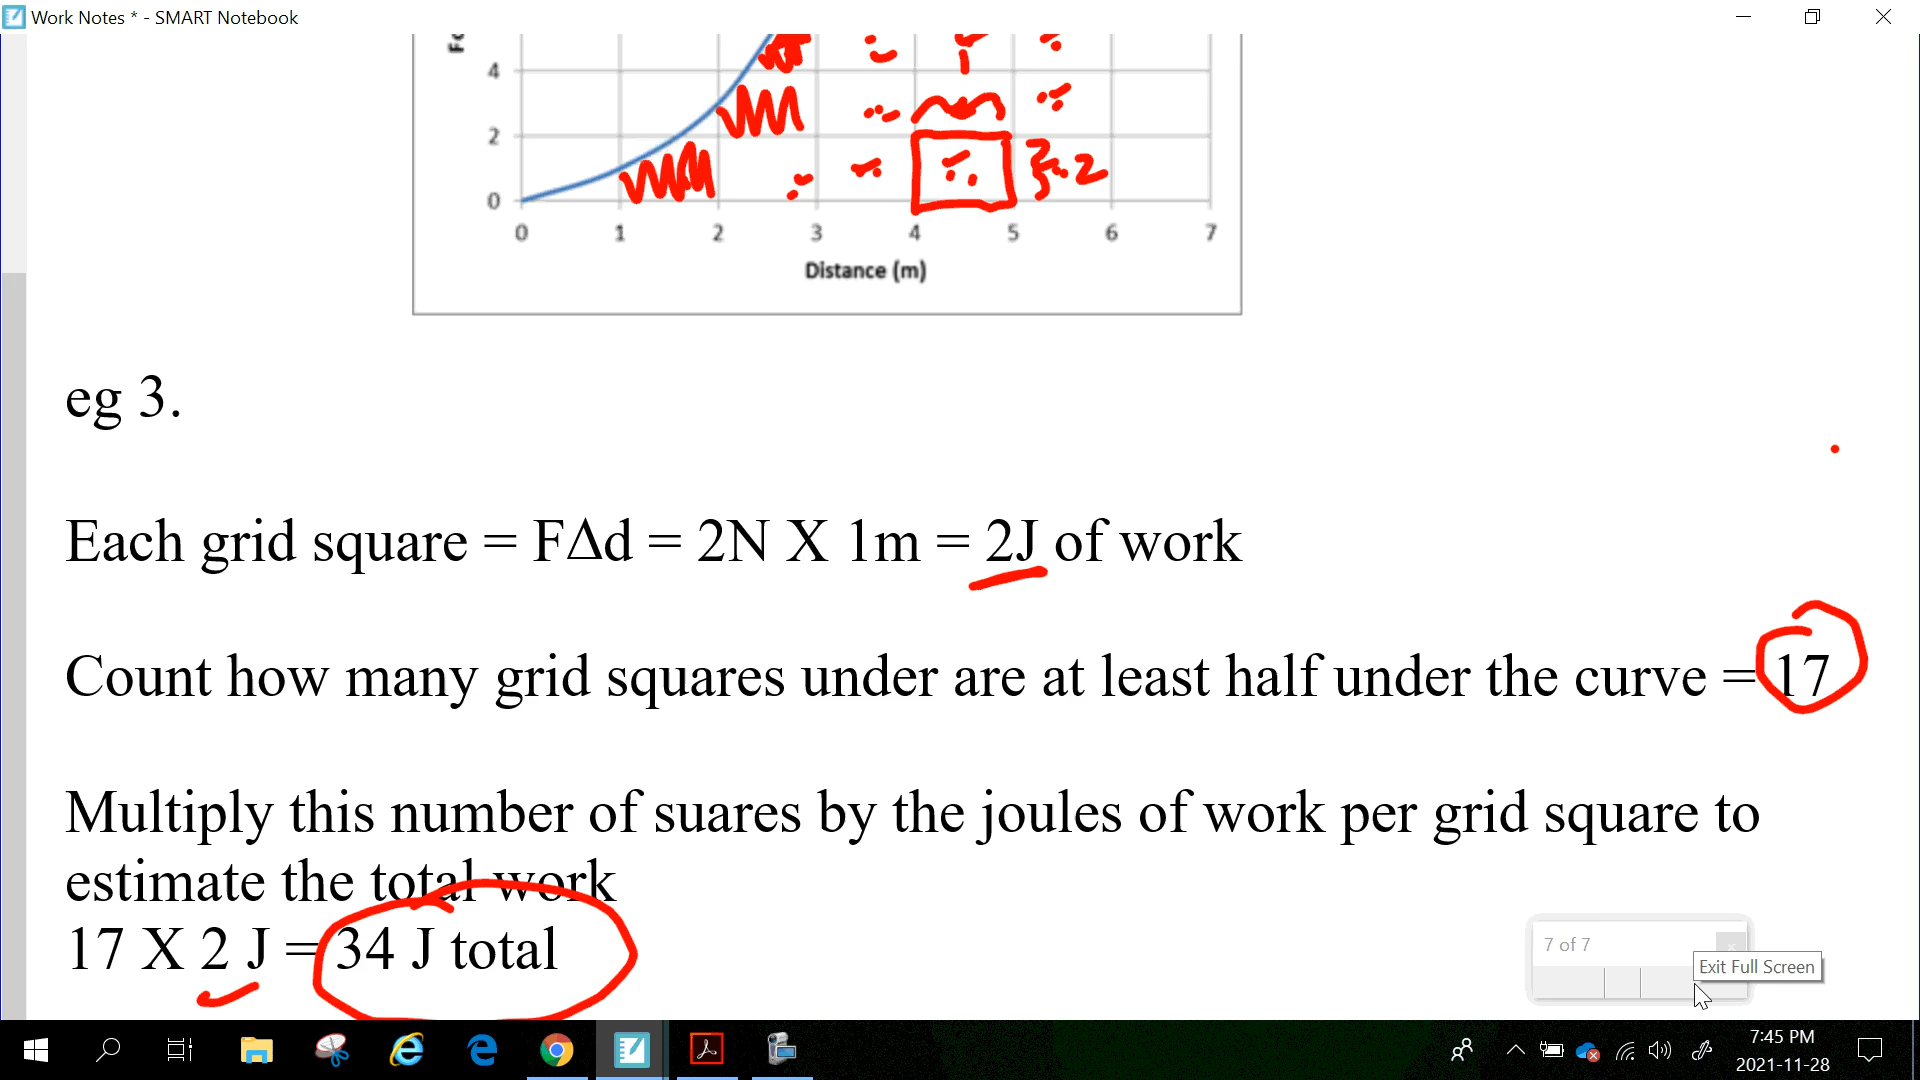 Work Notes * - SMART Notebook
4
2
0
2
0 1 2 3 4 5 6 7
Distance (m)
eg 3.
Each grid square = FΔd = 2N X 1m = 2J of work
Count how many grid squares under are at least half under the curve = 17
Multiply this number of suares by the joules of work per grid square to
estimate the total work
17 X 2 J = 34 J total
7 of 7
Exit Full Screen
7:45 PM
2021-11-28